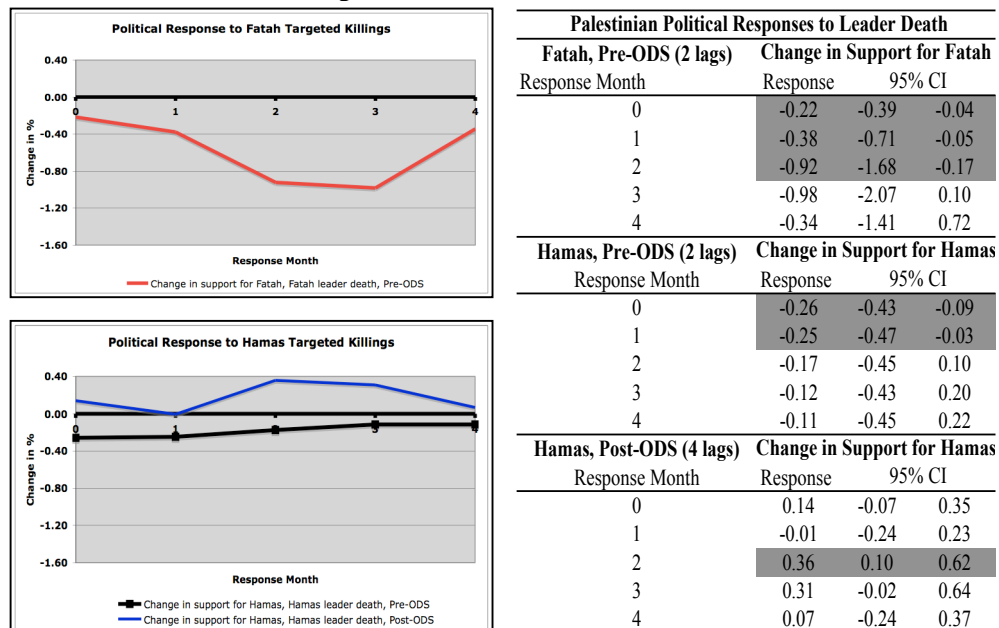 Political Response to Fatah Targeted Killings
0.40
0.00
-0.40
-0.80
-1.20
-1.60
Change in %
0 1 2 3 4
Response Month
Change in support for Fatah, Fatah leader death, Pre-ODS
Political Response to Hamas Targeted Killings
0.40
0.00
-0.40
-0.80
-1.20
-1.60
Change in %
0 1 2 3 4
Response Month
Change in support for Hamas, Hamas leader death, Pre-ODS
Change in support for Hamas, Hamas leader death, Post-ODS
Palestinian Political Responses to Leader Death
Fatah, Pre-ODS (2 lags) Change in Support for Fatah
Response Month Response 95% CI
0 -0.22 -0.39 -0.04
1 -0.38 -0.71 -0.05
2 -0.92 -1.68 -0.17
3 -0.98 -2.07 0.10
4 -0.34 -1.41 0.72
Hamas, Pre-ODS (2 lags) Change in Support for Hamas
Response Month Response 95% CI
0 -0.26 -0.43 -0.09
1 -0.25 -0.47 -0.03
2 -0.17 -0.45 0.10
3 -0.12 -0.43 0.20
4 -0.11 -0.45 0.22
Hamas, Post-ODS (4 lags) Change in Support for Hamas
Response Month Response 95% CI
0 0.14 -0.07 0.35
1 -0.01 -0.24 0.23
2 0.36 0.10 0.62
3 0.31 -0.02 0.64
4 0.07 -0.24 0.37